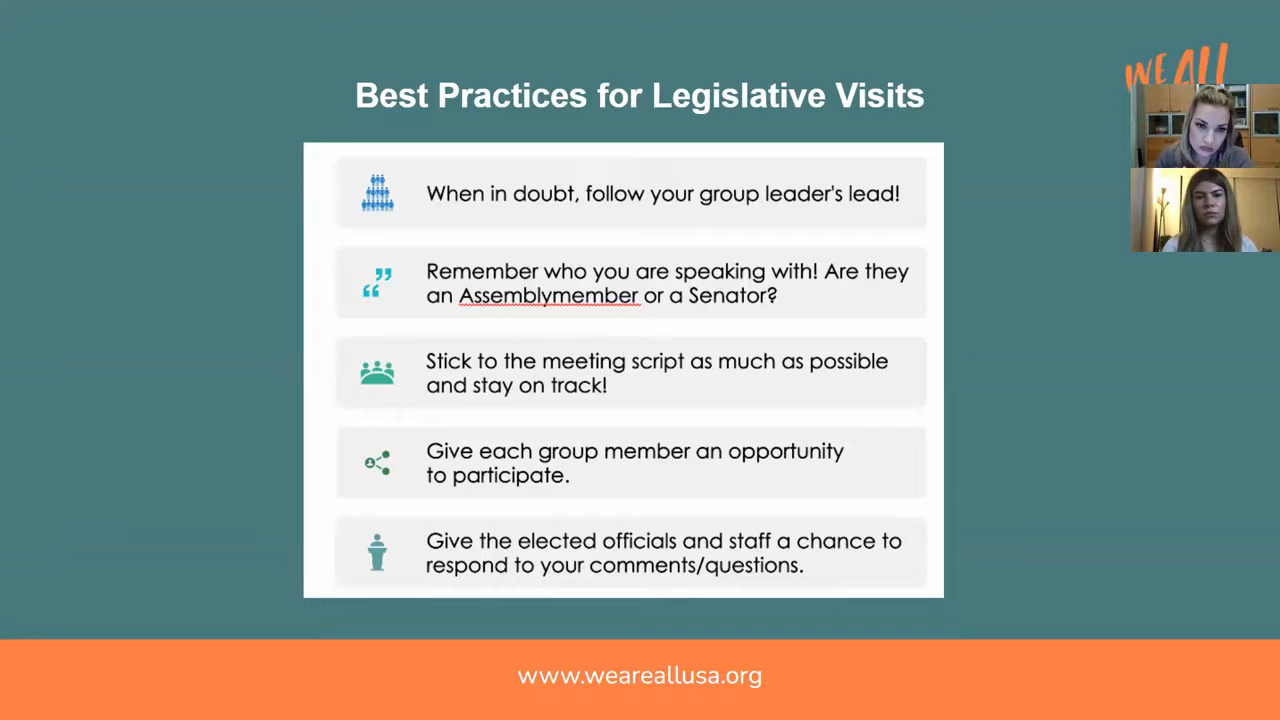 WE ALL
Best Practices for Legislative Visits
When in doubt, follow your group leader's lead!
Remember who you are speaking with! Are they
an Assemblymember or a Senator?
Stick to the meeting script as much as possible
and stay on track!
Give each group member an opportunity
to participate.
Give the elected officials and staff a chance to
respond to your comments/questions.
www.weareallusa.org